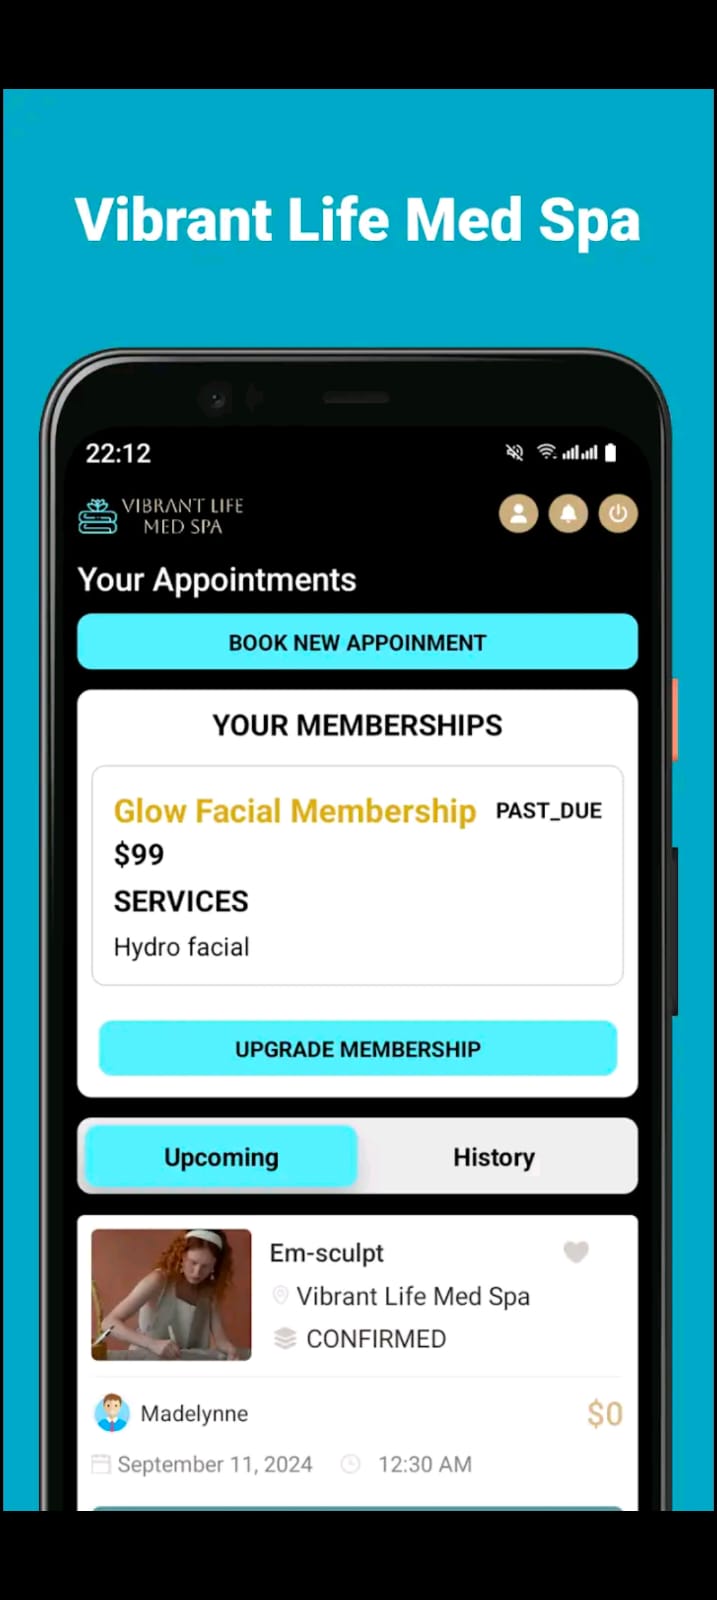 Vibrant Life Med Spa
22:12
VIBRANT LIFE
MED SPA
Your Appointments
BOOK NEW APPOINMENT
YOUR MEMBERSHIPS
Glow Facial Membership PAST_DUE
$99
SERVICES
Hydro facial
UPGRADE MEMBERSHIP
Upcoming History
Em-sculpt
Vibrant Life Med Spa
CONFIRMED
Madelynne $0
September 11, 2024 12:30 AM